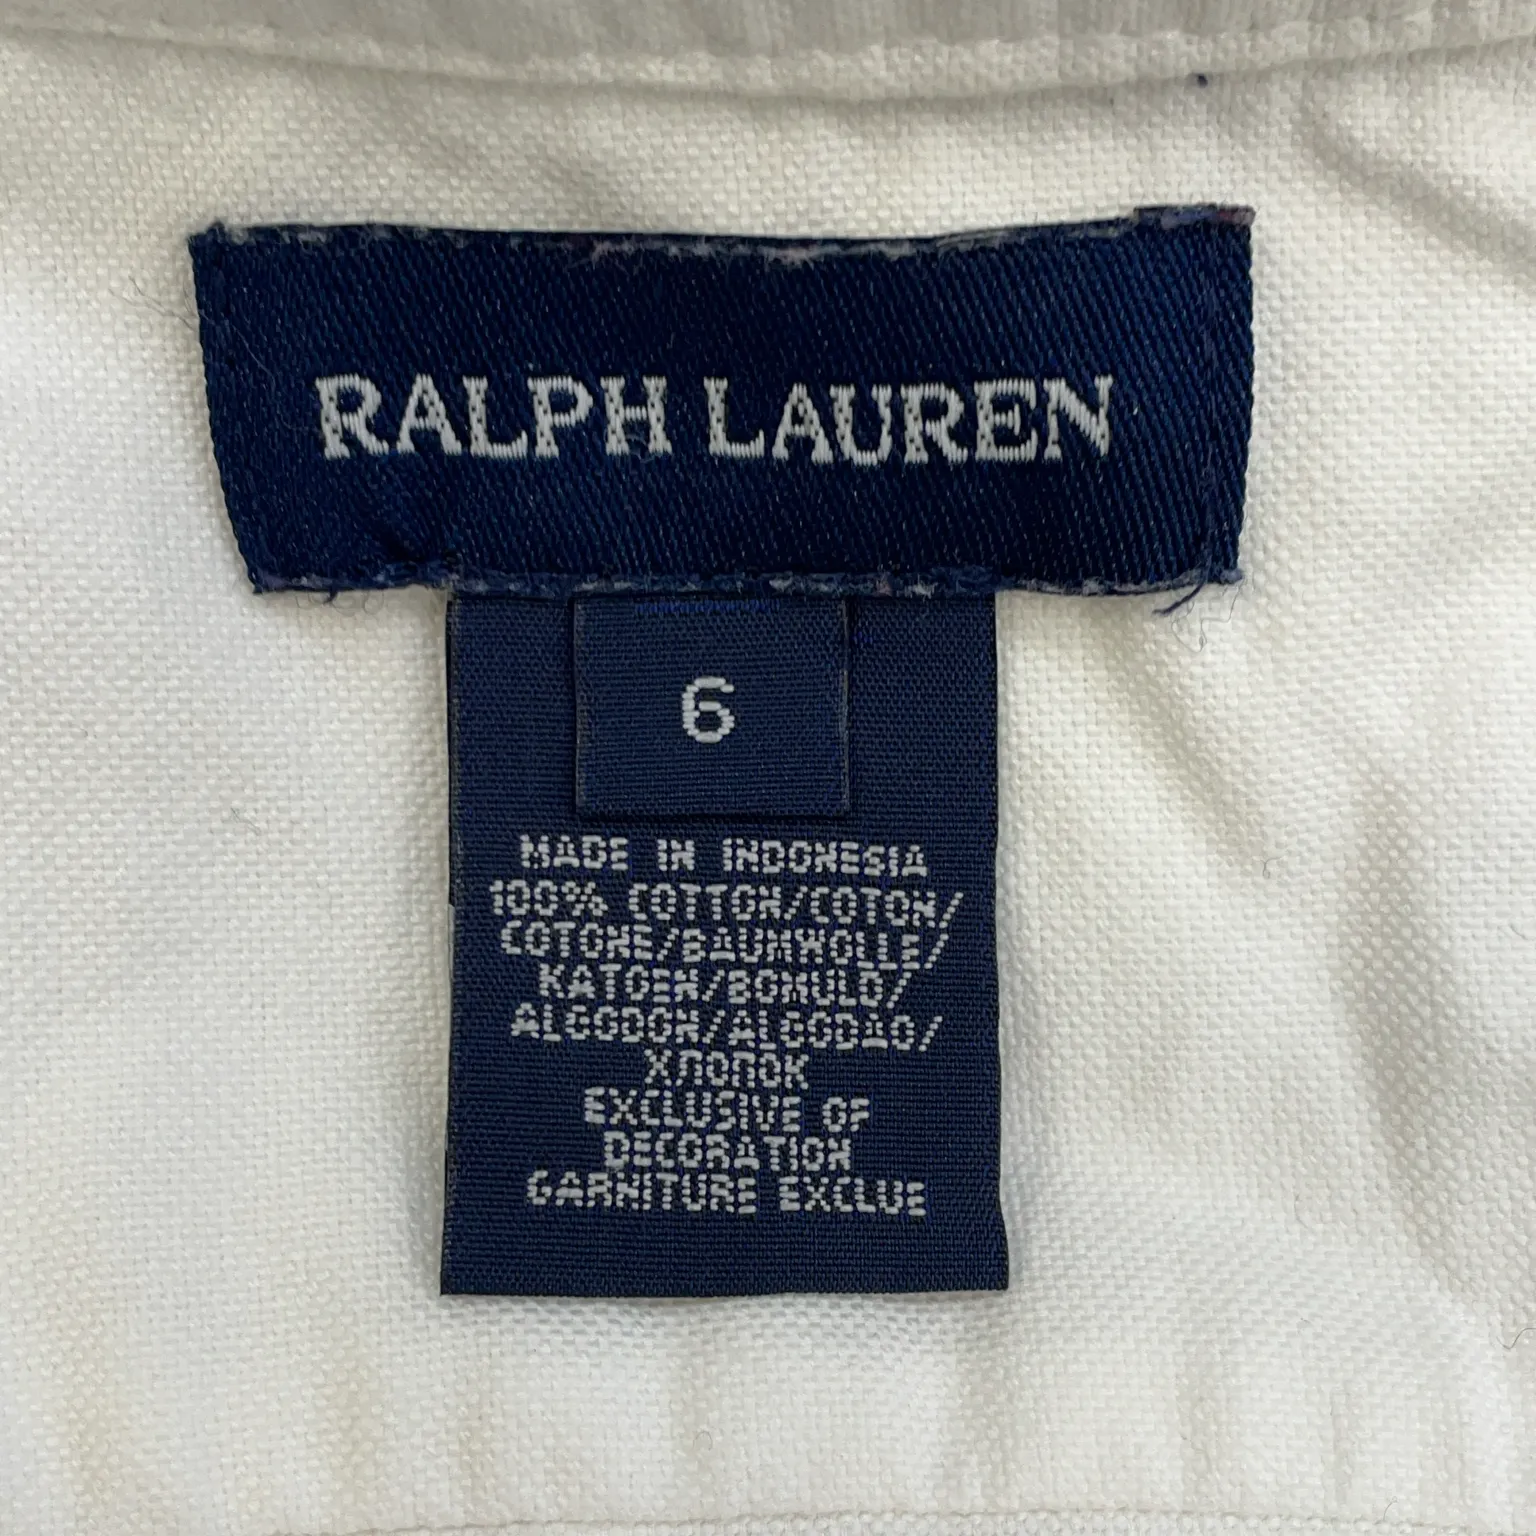 RALPH LAUREN
6
MADE IN INDONESIA
100% COTTON/COTON/
COTONE/BAUMWOLLE/
KATOEN/BOMULD/
ALGODON/ALGODAO/
ХЛОПОК
EXCLUSIVE OF
DECORATION
GARNITURE EXCLUE